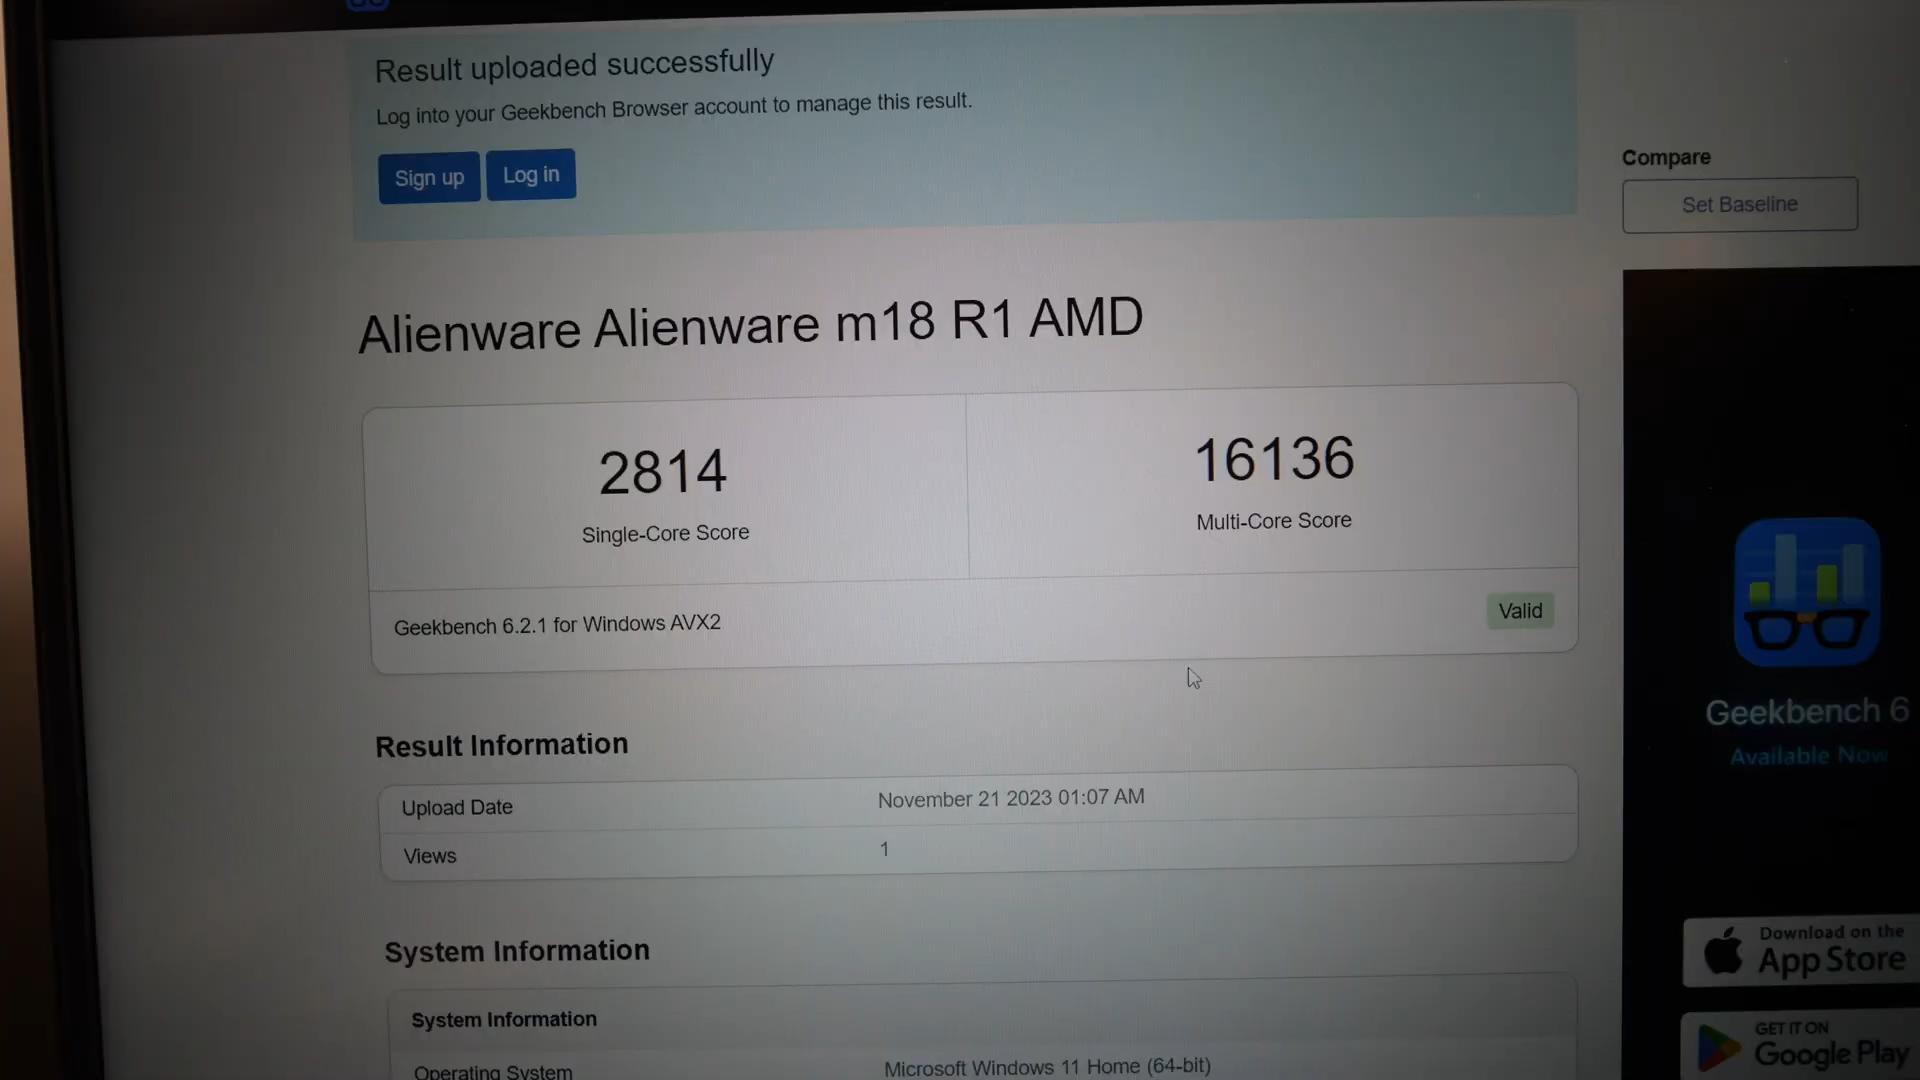 Result uploaded successfully
Log into your Geekbench Browser account to manage this result.
Sign up
Log in
Compare
Set Baseline
Alienware Alienware m18 R1 AMD
2814
Single-Core Score
16136
Multi-Core Score
Geekbench 6.2.1 for Windows AVX2
Valid
Geekbench 6
Available Now
Result Information
Upload Date
November 21 2023 01:07 AM
Views
1
System Information
Download on the
App Store
System Information
GET IT ON
Google Play
Operating System
Microsoft Windows 11 Home (64-bit)